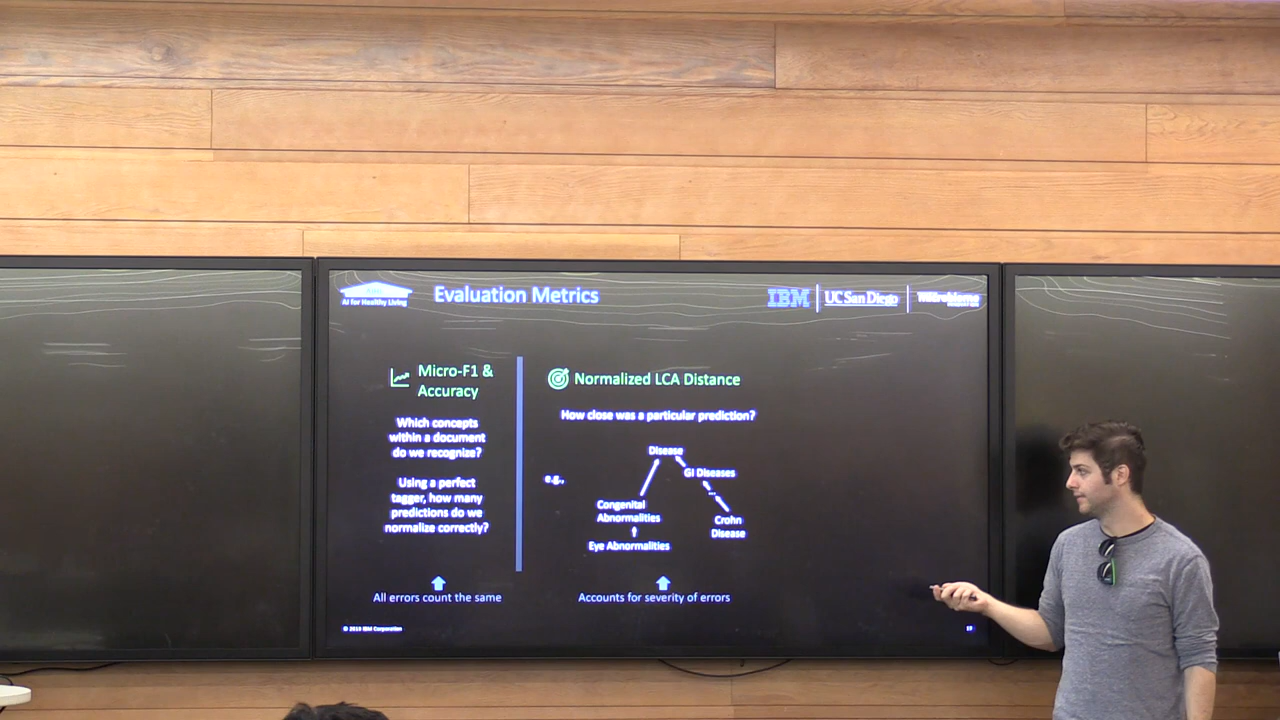 AI for Healthy Living
Evaluation Metrics
IBM
UC San Diego
Micro-F1 &
Accuracy
Which concepts
within a document
do we recognize?
Using a perfect
tagger, how many
predictions do we
normalize correctly?
All errors count the same
Normalized LCA Distance
How close was a particular prediction?
e.g.,
Disease
GI Diseases
...
Congenital
Abnormalities
Crohn
Disease
Eye Abnormalities
Accounts for severity of errors
© 2019 IBM Corporation